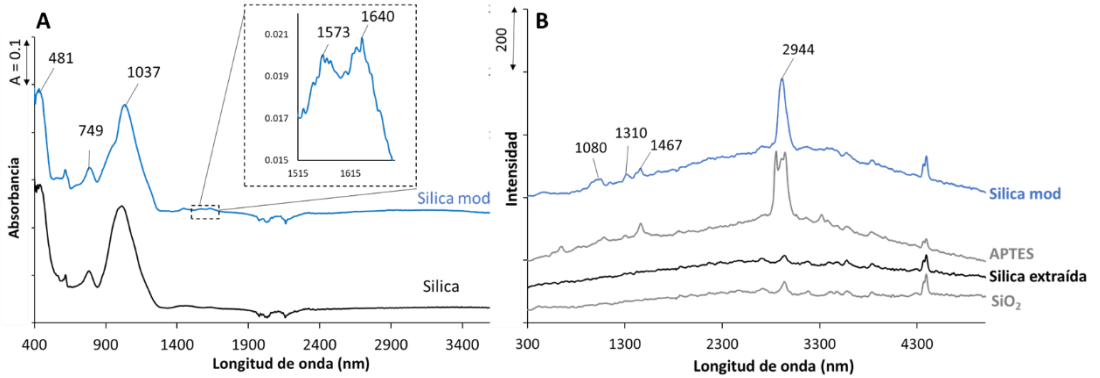 A
A = 0.1
481
749
1037
1573
1640
0.021
0.019
0.017
0.015
1515
1615
Silica mod
Silica
Absorbancia
400
900
1400
1900
2400
2900
3400
Longitud de onda (nm)
B
200
2944
1080
1310
1467
Silica mod
APTES
Silica extraída
SiO2
Intensidad
300
1300
2300
3300
4300
Longitud de onda (nm)